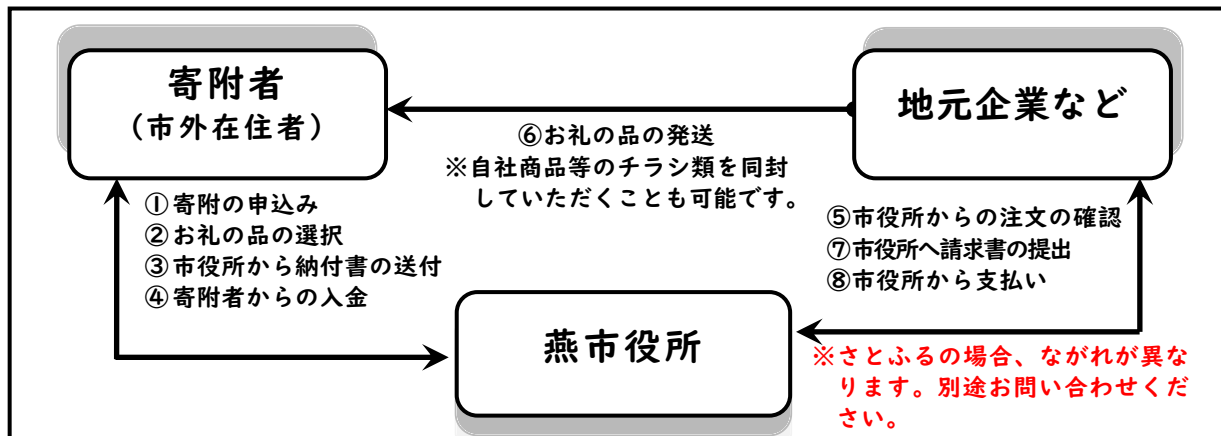 寄附者
（市外在住者）
地元企業など
⑥お礼の品の発送
※自社商品等のチラシ類を同封
していただくことも可能です。
①寄附の申込み
②お礼の品の選択
③市役所から納付書の送付
④寄附者からの入金
⑤市役所からの注文の確認
⑦市役所へ請求書の提出
⑧市役所から支払い
燕市役所
※さとふるの場合、ながれが異な
ります。別途お問い合わせくだ
さい。